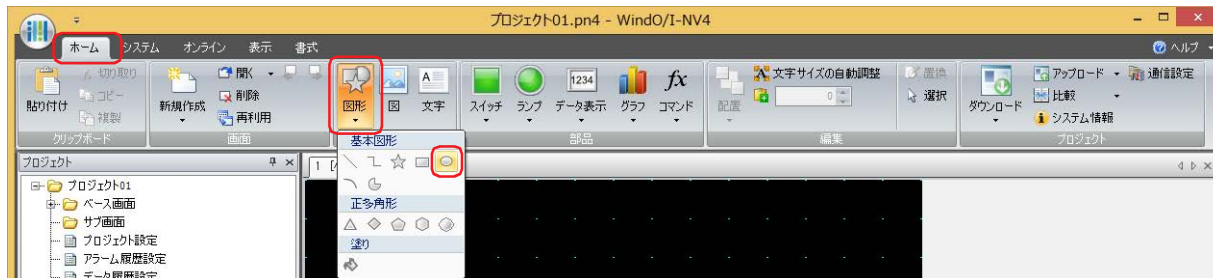 プロジェクト01.pn4 - WindO/I-NV4
ホーム システム オンライン 表示 書式
ヘルプ
貼り付け
切り取り
コピー
複製
クリップボード
新規作成
開く
削除
再利用
画面
図形
図
文字
A
スイッチ
ランプ
1234
データ表示
グラフ
fx
コマンド
部品
配置
文字サイズの自動調整
0
置換
選択
編集
ダウンロード
アップロード
比較
システム情報
通信設定
プロジェクト
基本図形
正多角形
塗り
プロジェクト
プロジェクト01
ベース画面
サブ画面
プロジェクト設定
アラーム履歴設定
データ履歴設定
1